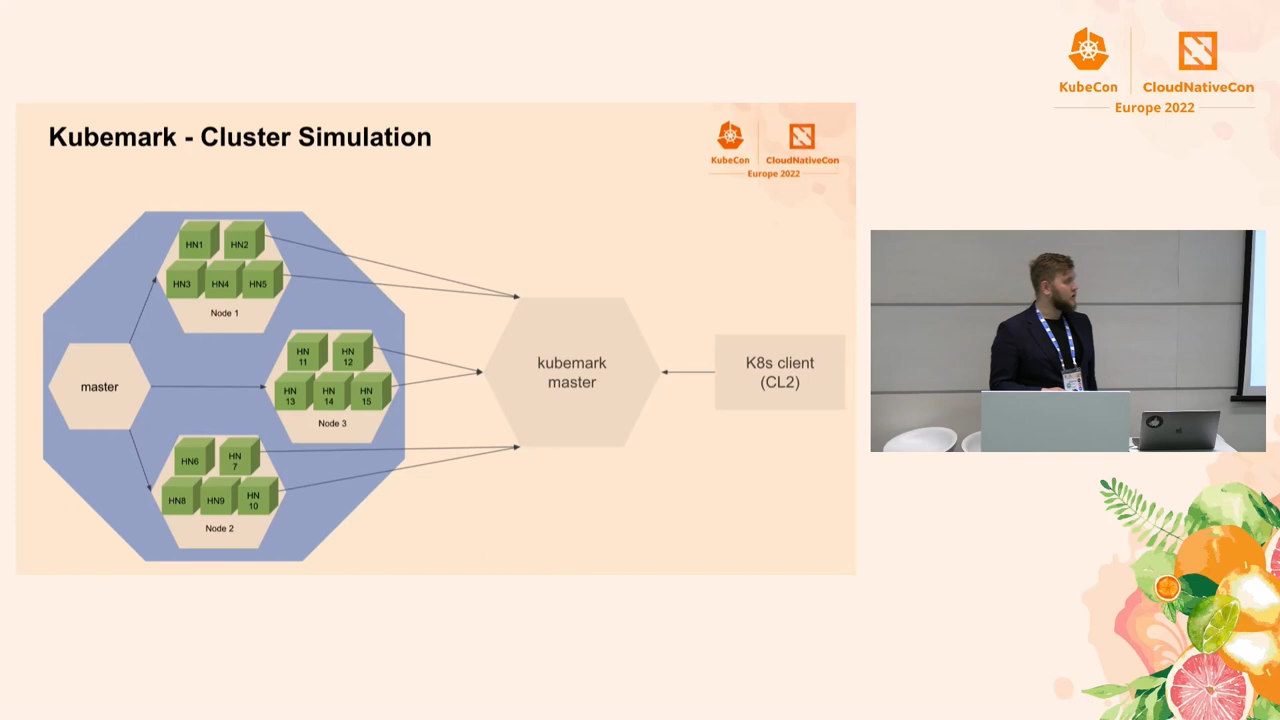 KubeCon
CloudNativeCon
Europe 2022
Kubemark - Cluster Simulation
KubeCon
CloudNativeCon
Europe 2022
HN1
HN2
HN3
HN4
HN5
Node 1
HN
11
HN
12
HN
13
HN
14
HN
15
Node 3
master
HN6
HN
7
HN8
HN9
HN
10
Node 2
kubemark
master
K8s client
(CL2)